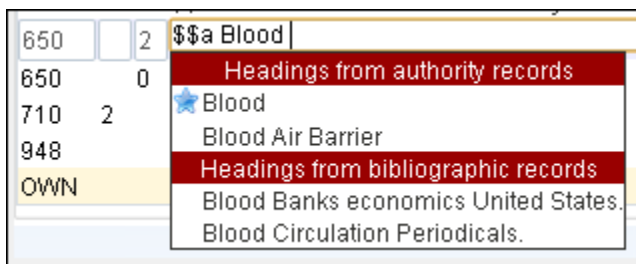 650 2 $$a Blood
650 0 Headings from authority records
710 2 Blood
Blood Air Barrier
948 Headings from bibliographic records
OWN Blood Banks economics United States.
Blood Circulation Periodicals.